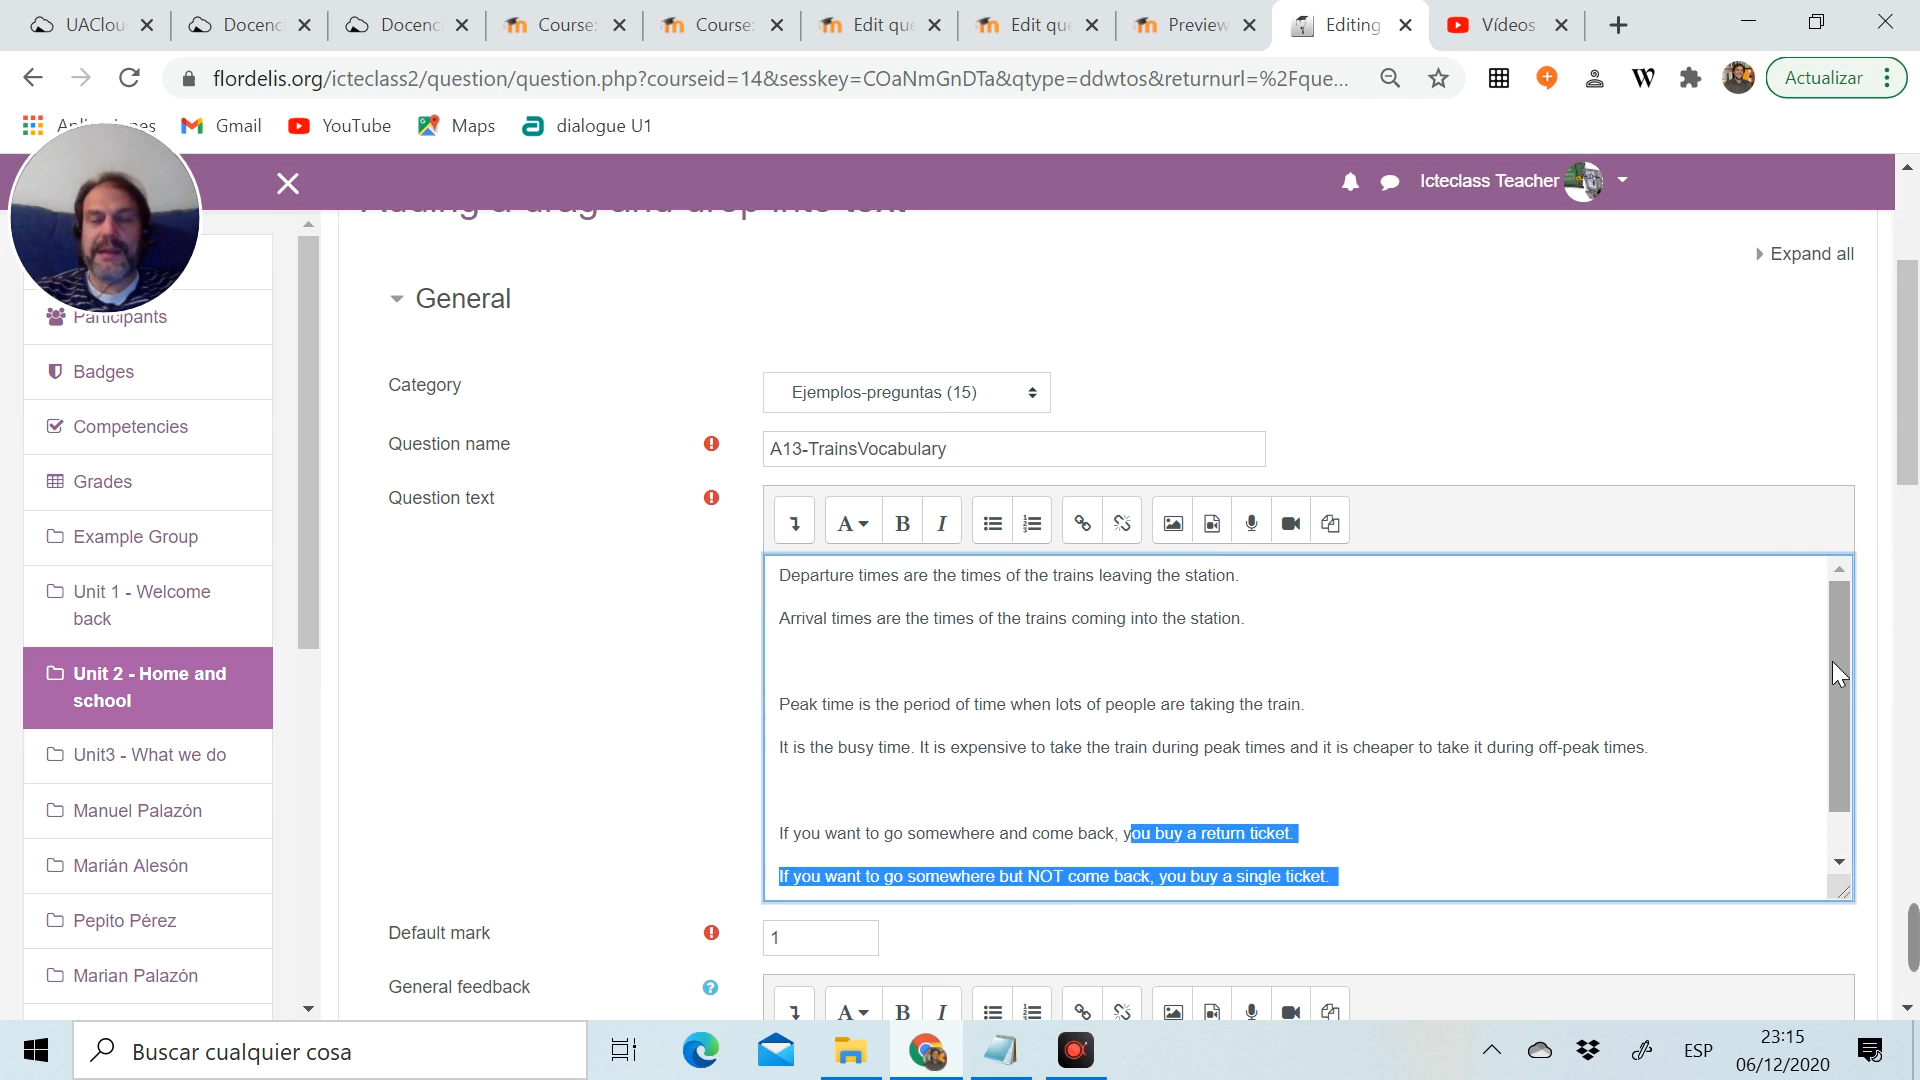 UAClou
Docenc
Docenc
Course:
Course:
Edit que
Edit que
Preview
Editing
Vídeos
flordelis.org/icteclass2/question/question.php?courseid=14&sesskey=COaNmGnDTa&qtype=ddwtos&returnurl=%2Fque...
W
Actualizar
Gmail
YouTube
Maps
dialogue U1
Icteclass Teacher
Adding a drag and drop into text
Expand all
General
Participants
Badges
Competencies
Grades
Example Group
Unit 1 - Welcome
back
Unit 2 - Home and
school
Unit3 - What we do
Manuel Palazón
Marián Alesón
Pepito Pérez
Marian Palazón
Category
Ejemplos-preguntas (15)
Question name
A13-TrainsVocabulary
Question text
A B I
Departure times are the times of the trains leaving the station.
Arrival times are the times of the trains coming into the station.
Peak time is the period of time when lots of people are taking the train.
It is the busy time. It is expensive to take the train during peak times and it is cheaper to take it during off-peak times.
If you want to go somewhere and come back, you buy a return ticket.
If you want to go somewhere but NOT come back, you buy a single ticket.
Default mark
1
General feedback
A B I
Buscar cualquier cosa
ESP
23:15
06/12/2020